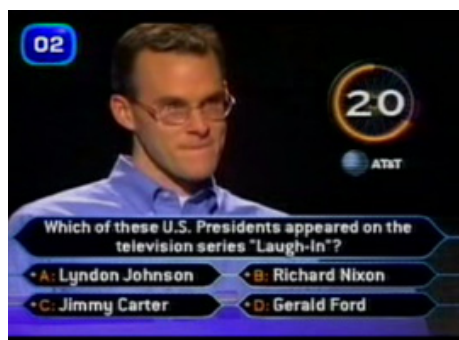 02
20
AT&T
Which of these U.S. Presidents appeared on the
television series "Laugh-In"?
A: Lyndon Johnson
B: Richard Nixon
C: Jimmy Carter
D: Gerald Ford